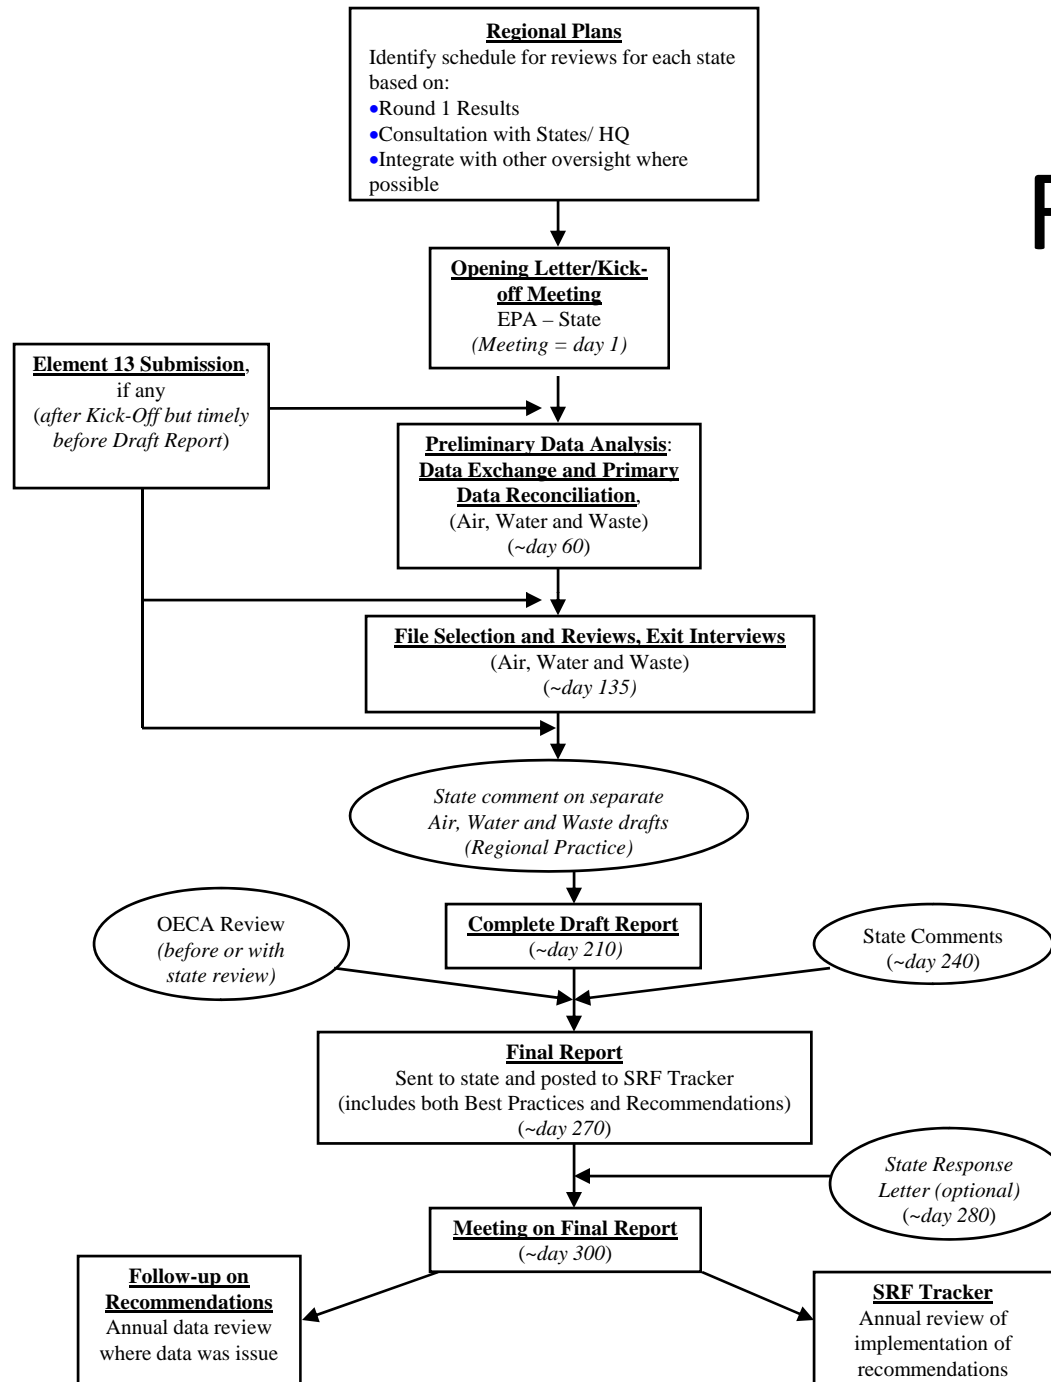 Regional Plans
Identify schedule for reviews for each state
based on:
•Round 1 Results
•Consultation with States/ HQ
•Integrate with other oversight where
possible
Opening Letter/Kick-
off Meeting
EPA – State
(Meeting = day 1)
Element 13 Submission,
if any
(after Kick-Off but timely
before Draft Report)
Preliminary Data Analysis:
Data Exchange and Primary
Data Reconciliation,
(Air, Water and Waste)
(~day 60)
File Selection and Reviews, Exit Interviews
(Air, Water and Waste)
(~day 135)
State comment on separate
Air, Water and Waste drafts
(Regional Practice)
OECA Review
(before or with
state review)
Complete Draft Report
(~day 210)
State Comments
(~day 240)
Final Report
Sent to state and posted to SRF Tracker
(includes both Best Practices and Recommendations)
(~day 270)
State Response
Letter (optional)
(~day 280)
Meeting on Final Report
(~day 300)
Follow-up on
Recommendations
Annual data review
where data was issue
SRF Tracker
Annual review of
implementation of
recommendations